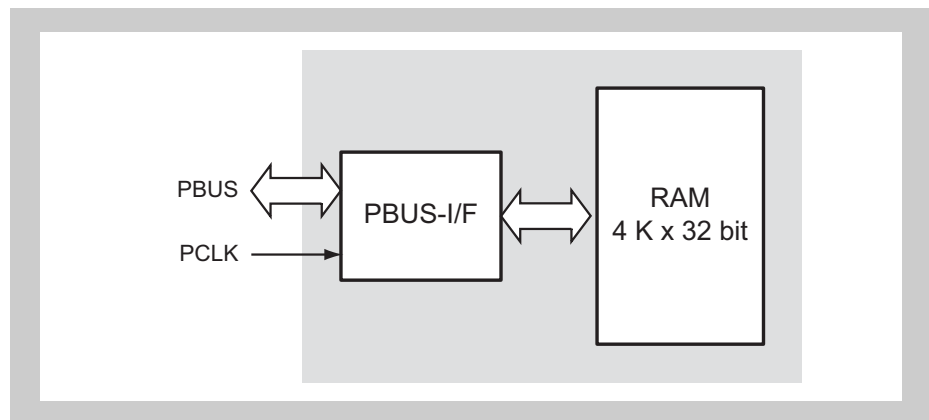 PBUS
PCLK
PBUS-I/F
RAM
4 K x 32 bit